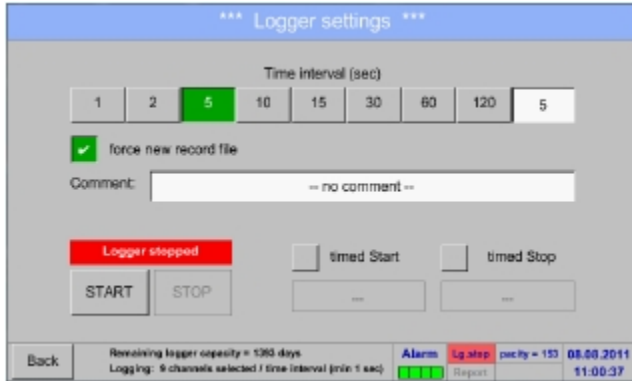 *** Logger settings ***
Time interval (sec)
1 2 5 10 15 30 60 120 5
force new record file
Comment: -- no comment --
Logger stopped
timed Start timed Stop
START STOP --- ---
Back
Remaining logger capacity = 1393 days
Logging: 9 channels selected / time interval (min 1 sec)
Alarm Lg.stop pacity = 153 08.08.2011
Report 11:00:37